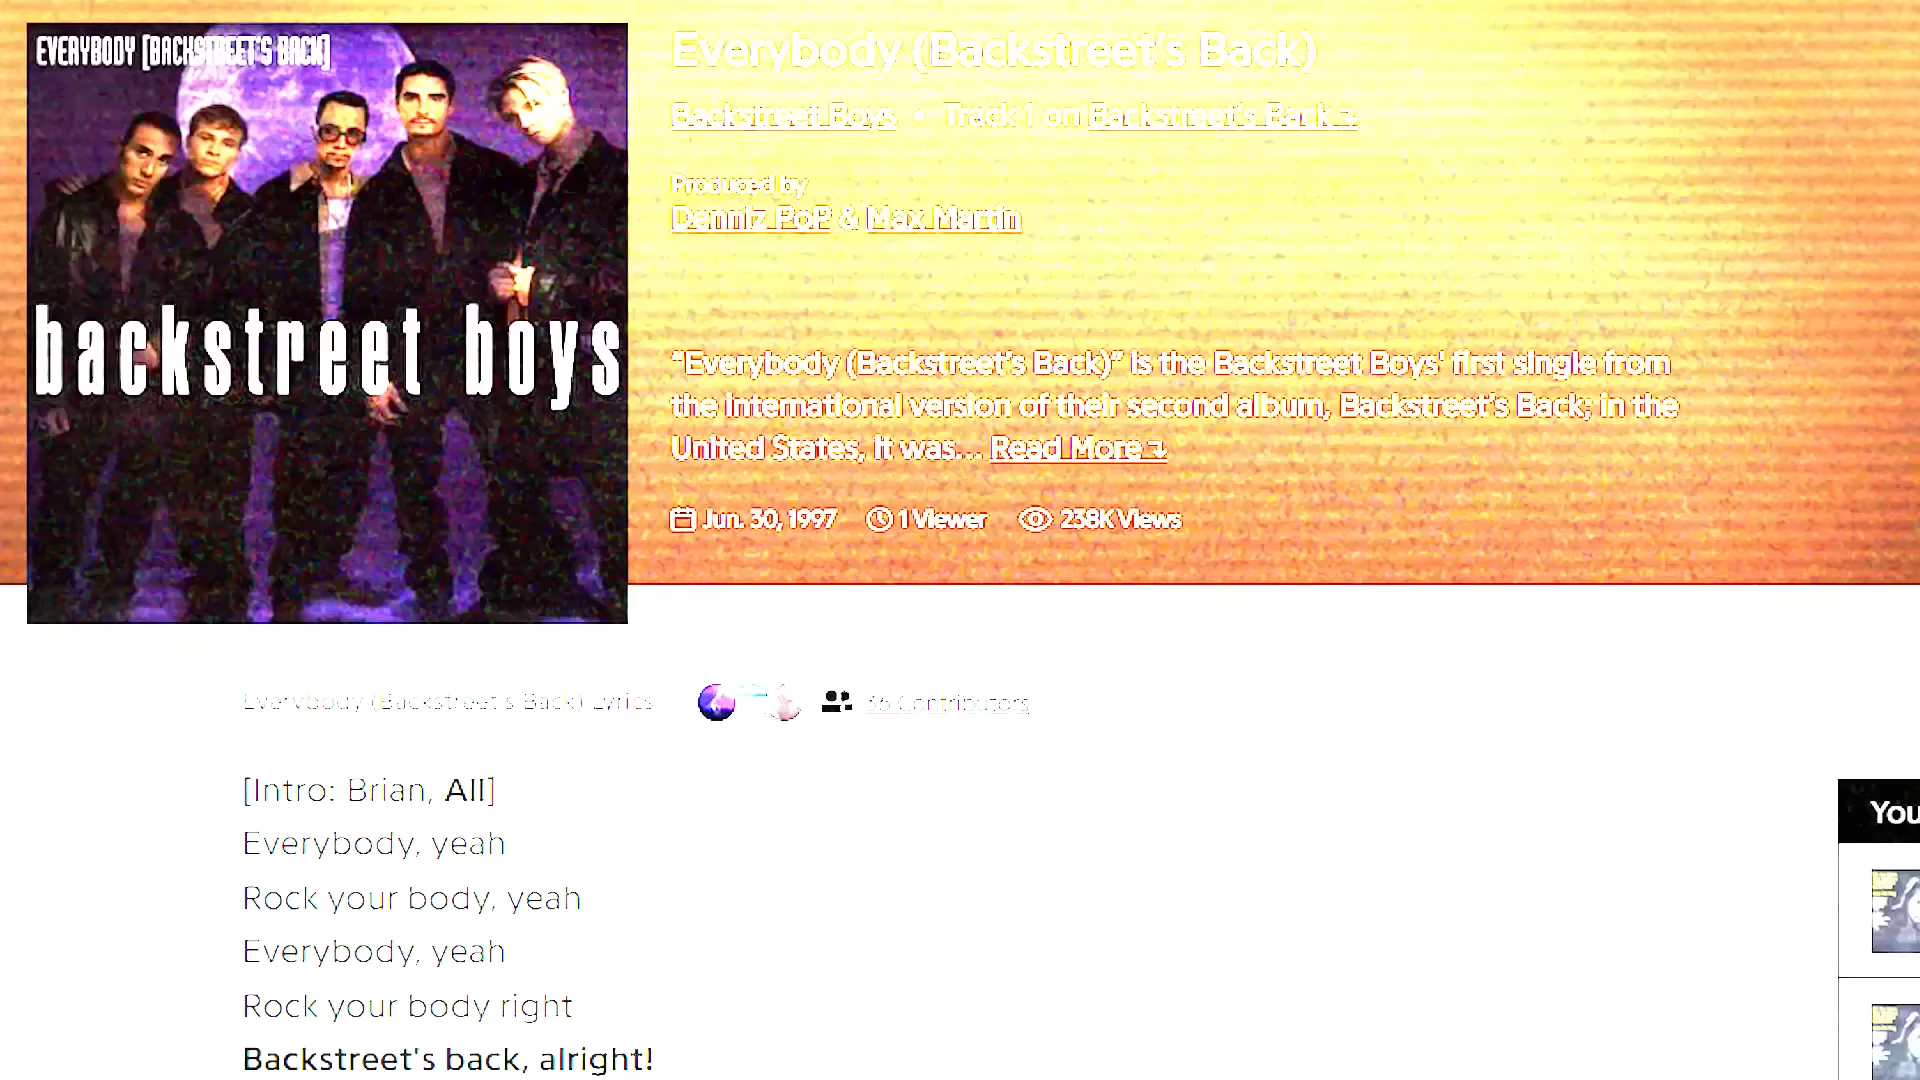 EVERYBODY [BACKSTREET'S BACK]
backstreet boys
Everybody (Backstreet's Back)
Backstreet Boys • Track 1 on Backstreet's Back
Produced by
Denniz PoP & Max Martin
“Everybody (Backstreet’s Back)” is the Backstreet Boys' first single from
the international version of their second album, Backstreet’s Back; in the
United States, it was… Read More
Jun. 30, 1997 1 Viewer 238K Views
Everybody (Backstreet's Back) Lyrics 36 Contributors
[Intro: Brian, All]
Everybody, yeah
Rock your body, yeah
Everybody, yeah
Rock your body right
Backstreet's back, alright!
You